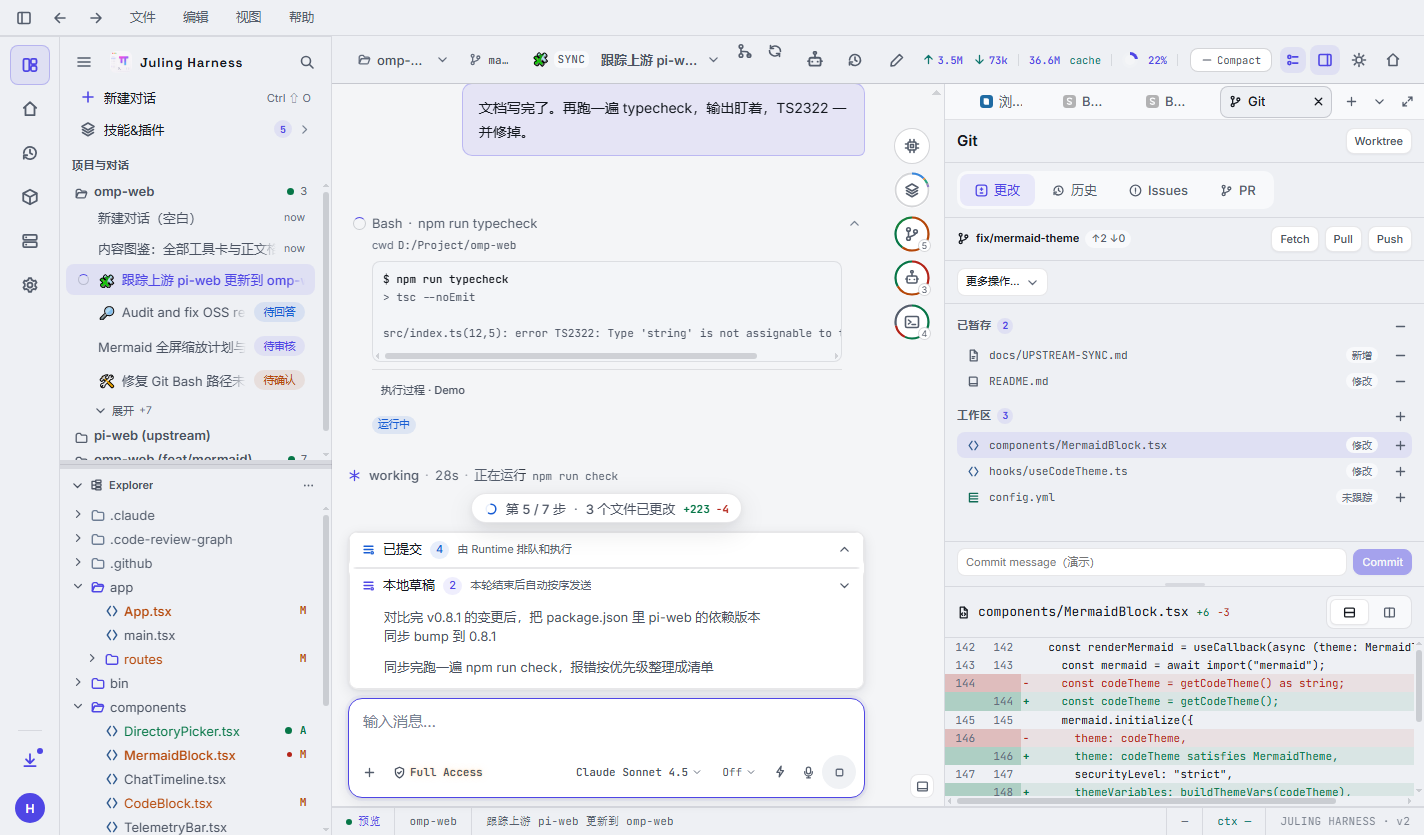 文件 编辑 视图 帮助
Juling Harness
新建对话 Ctrl ⇧ O
技能&插件 5
项目与对话
omp-web 3
新建对话（空白） now
内容图鉴：全部工具卡与正文 now
跟踪上游 pi-web 更新到 omp-
Audit and fix OSS re 待回答
Mermaid 全屏缩放计划与 待审核
修复 Git Bash 路径未 待确认
展开 +7
pi-web (upstream)
omp-web (feat/mermaid) 7
Explorer ···
.claude
.code-review-graph
.github
app
App.tsx M
main.tsx
routes M
bin
components
DirectoryPicker.tsx A
MermaidBlock.tsx M
ChatTimeline.tsx
CodeBlock.tsx M
TelemetryBar.tsx
H
omp-... ma… SYNC 跟踪上游 pi-w... ↑ 3.5M ↓ 73k 36.6M cache 22% — Compact
文档写完了。再跑一遍 typecheck，输出盯着，TS2322 一
并修掉。
Bash · npm run typecheck
cwd D:/Project/omp-web
$ npm run typecheck
> tsc --noEmit
src/index.ts(12,5): error TS2322: Type 'string' is not assignable to
执行过程 · Demo
运行中
working · 28s · 正在运行 npm run check
第 5 / 7 步 · 3 个文件已更改 +223 -4
已提交 4 由 Runtime 排队和执行
本地草稿 2 本轮结束后自动按序发送
对比完 v0.8.1 的变更后，把 package.json 里 pi-web 的依赖版本
同步 bump 到 0.8.1
同步完跑一遍 npm run check，报错按优先级整理成清单
输入消息...
Full Access Claude Sonnet 4.5 Off
5
3
4
浏... B... B... Git
Git Worktree
更改 历史 Issues PR
fix/mermaid-theme ↑2 ↓0 Fetch Pull Push
更多操作...
已暂存 2
docs/UPSTREAM-SYNC.md 新增
README.md 修改
工作区 3
components/MermaidBlock.tsx 修改
hooks/useCodeTheme.ts 修改
config.yml 未跟踪
Commit message（演示） Commit
components/MermaidBlock.tsx +6 -3
142 142 const renderMermaid = useCallback(async (theme: Mermaid
143 143 const mermaid = await import("mermaid");
144 - const codeTheme = getCodeTheme() as string;
144 + const codeTheme = getCodeTheme();
145 145 mermaid.initialize({
146 - theme: codeTheme,
146 + theme: codeTheme satisfies MermaidTheme,
147 147 securityLevel: "strict",
148 + themeVariables: buildThemeVars(codeTheme),
预览 omp-web 跟踪上游 pi-web 更新到 omp-web — ctx — JULING HARNESS · v2